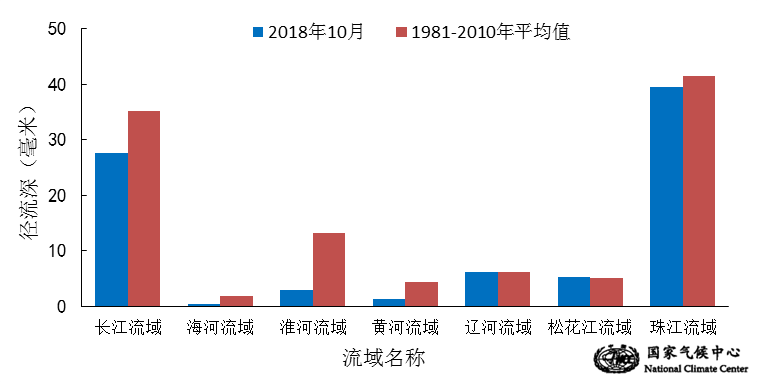 2018年10月 1981-2010年平均值
径流深（毫米）
50
40
30
20
10
0
长江流域 海河流域 淮河流域 黄河流域 辽河流域 松花江流域 珠江流域
流域名称
国家气候中心
National Climate Center